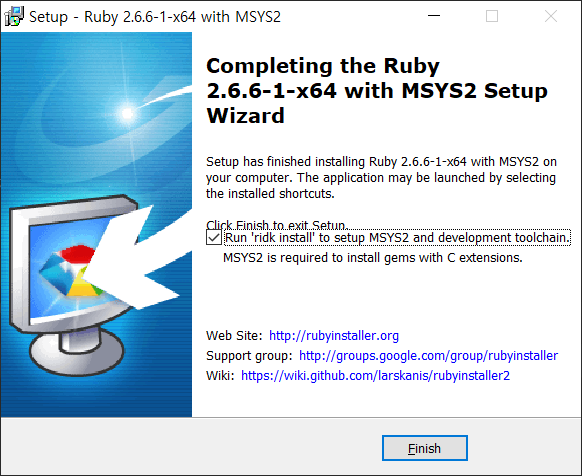 Setup - Ruby 2.6.6-1-x64 with MSYS2
Completing the Ruby
2.6.6-1-x64 with MSYS2 Setup
Wizard
Setup has finished installing Ruby 2.6.6-1-x64 with MSYS2 on
your computer. The application may be launched by selecting
the installed shortcuts.
Click Finish to exit Setup.
Run 'ridk install' to setup MSYS2 and development toolchain.
MSYS2 is required to install gems with C extensions.
Web Site: http://rubyinstaller.org
Support group: http://groups.google.com/group/rubyinstaller
Wiki: https://wiki.github.com/larskanis/rubyinstaller2
Finish